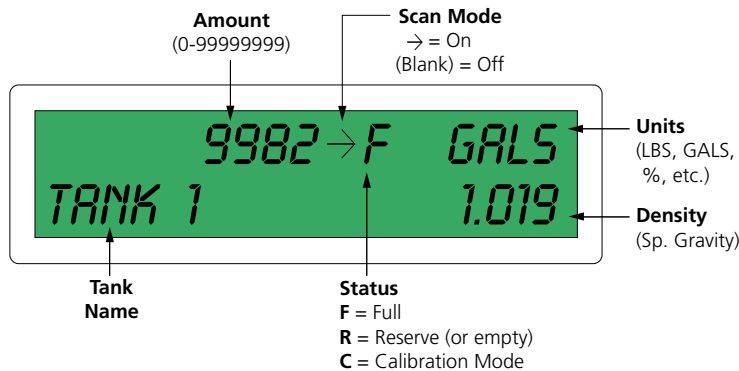 Amount
(0-99999999)
Scan Mode
→ = On
(Blank) = Off
9982 → F GALS
TANK 1 1.019
Units
(LBS, GALS,
%, etc.)
Density
(Sp. Gravity)
Tank
Name
Status
F = Full
R = Reserve (or empty)
C = Calibration Mode